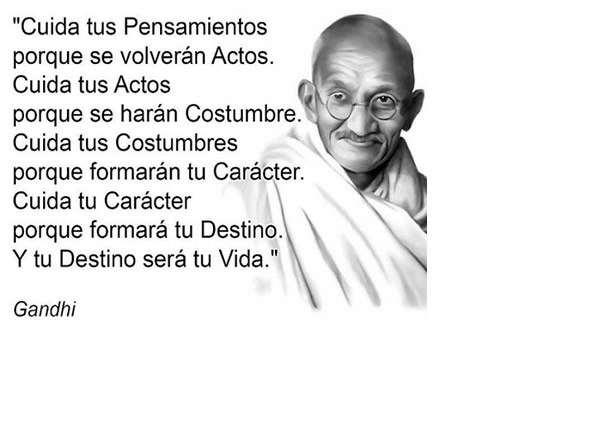 "Cuida tus Pensamientos
porque se volverán Actos.
Cuida tus Actos
porque se harán Costumbre.
Cuida tus Costumbres
porque formarán tu Carácter.
Cuida tu Carácter
porque formará tu Destino.
Y tu Destino será tu Vida."
Gandhi